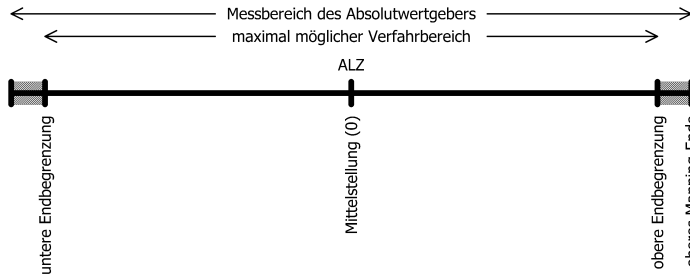 Messbereich des Absolutwertgebers
maximal möglicher Verfahrbereich
ALZ
untere Endbegrenzung
Mittelstellung (0)
obere Endbegrenzung